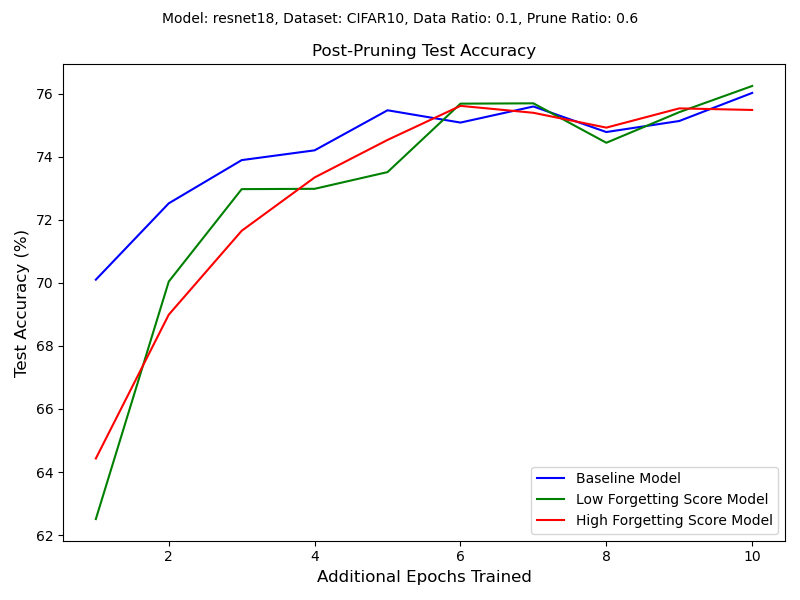 Model: resnet18, Dataset: CIFAR10, Data Ratio: 0.1, Prune Ratio: 0.6
Post-Pruning Test Accuracy
Test Accuracy (%)
76
74
72
70
68
66
64
62
2
4
6
8
10
Additional Epochs Trained
Baseline Model
Low Forgetting Score Model
High Forgetting Score Model